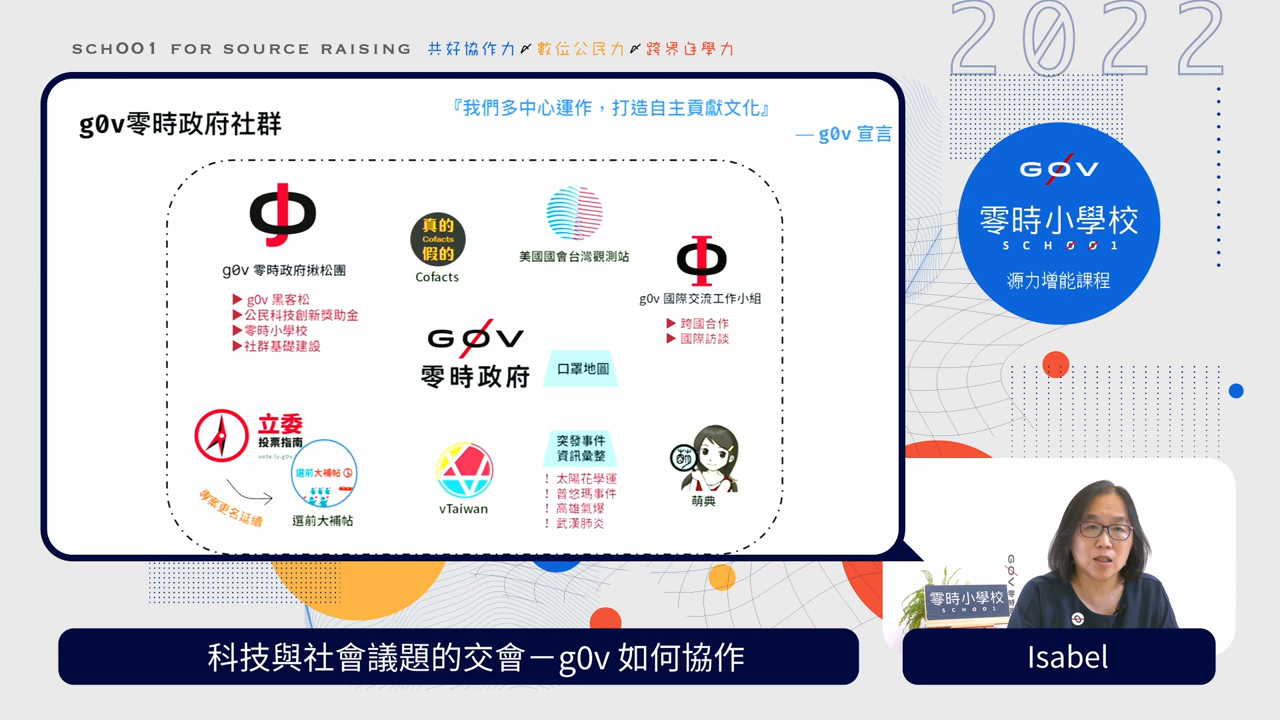 SCH001 FOR SOURCE RAISING 共好協作力 數位公民力 跨界自學力
2022
g0v零時政府社群
『我們多中心運作，打造自主貢獻文化』
— g0v 宣言
g0v 零時政府揪松團
▶ g0v 黑客松
▶公民科技創新獎助金
▶零時小學校
▶社群基礎建設
真的
Cofacts
假的
Cofacts
美國國會台灣觀測站
g0v 國際交流工作小組
▶ 跨國合作
▶ 國際訪談
G0V
零時政府
口罩地圖
立委
投票指南
vote.ly.g0v
選前大補帖
專案更名延續
選前大補帖
vTaiwan
突發事件
資訊彙整
! 太陽花學運
! 普悠瑪事件
! 高雄氣爆
! 武漢肺炎
萌
萌典
G0V
零時小學校
SCH001
源力增能課程
G0V
零時小學校
SCH001
科技與社會議題的交會－g0v 如何協作
Isabel